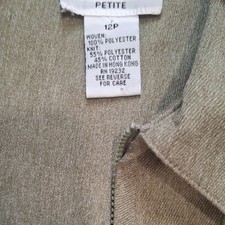 PETITE
12P
WOVEN:
100% POLYESTER
KNIT:
55% POLYESTER
45% COTTON
MADE IN HONG KONG
RN 19232
SEE REVERSE
FOR CARE